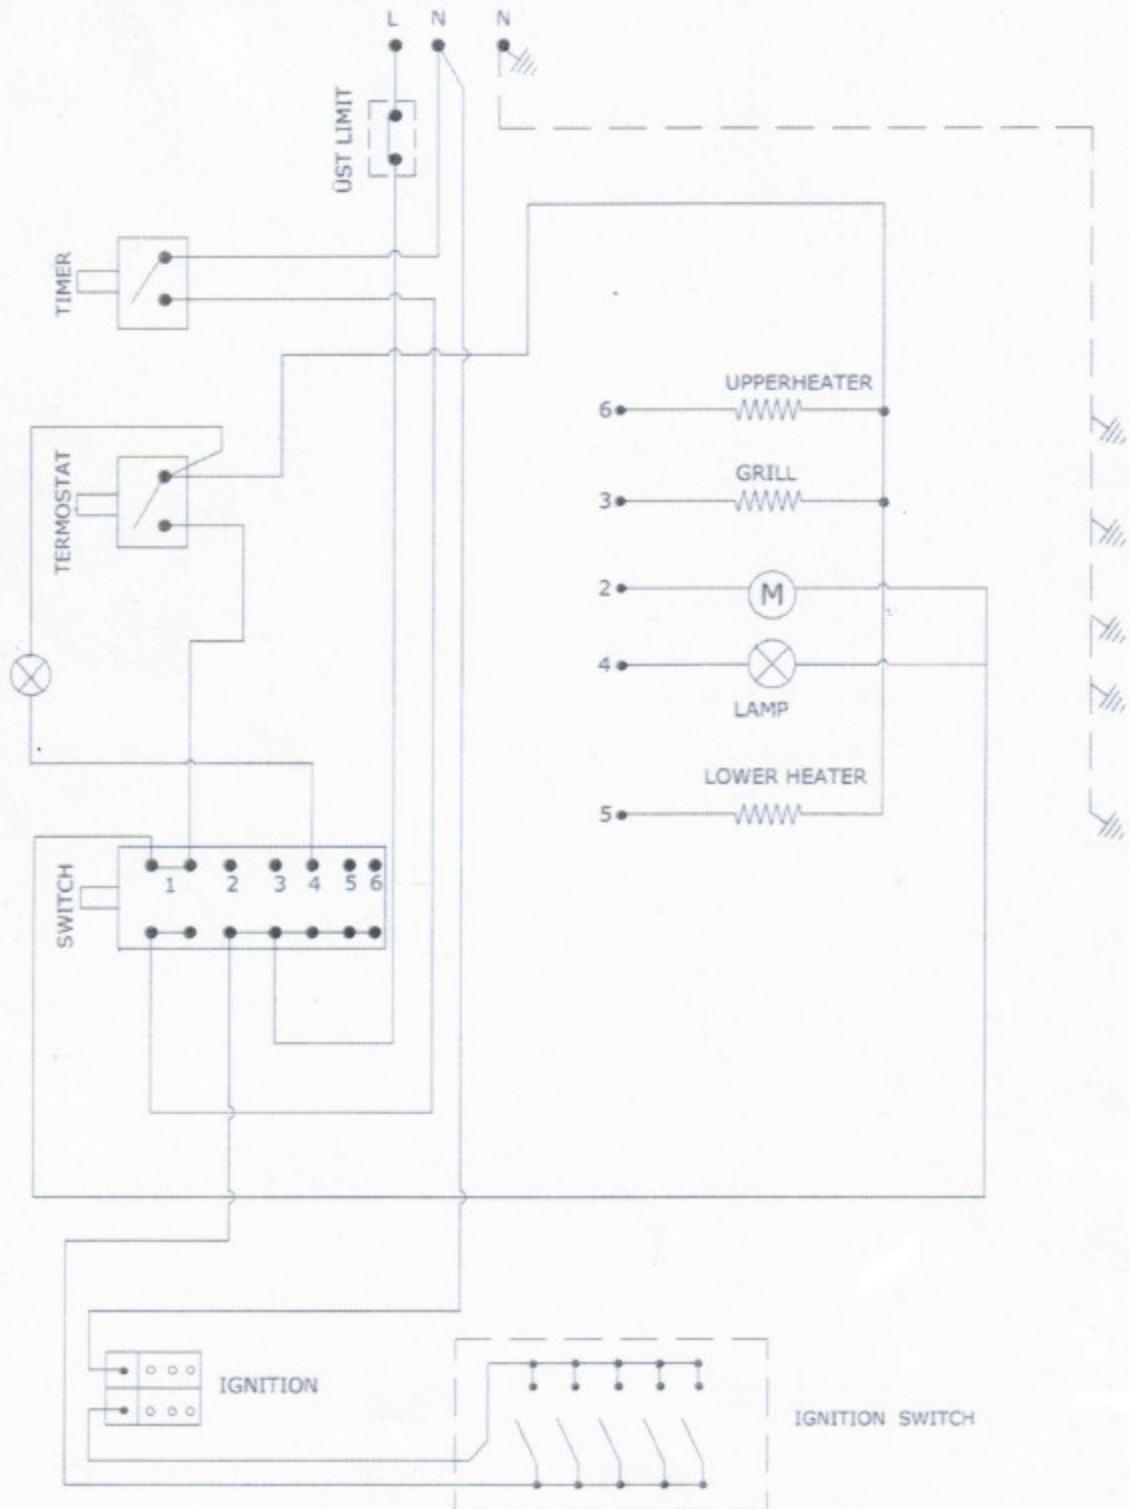 L N N
ÜST LIMIT
TIMER
UPPERHEATER
6
TERMOSTAT
GRILL
3
2 M
4
LAMP
LOWER HEATER
5
SWITCH
1 2 3 4 5 6
IGNITION
IGNITION SWITCH